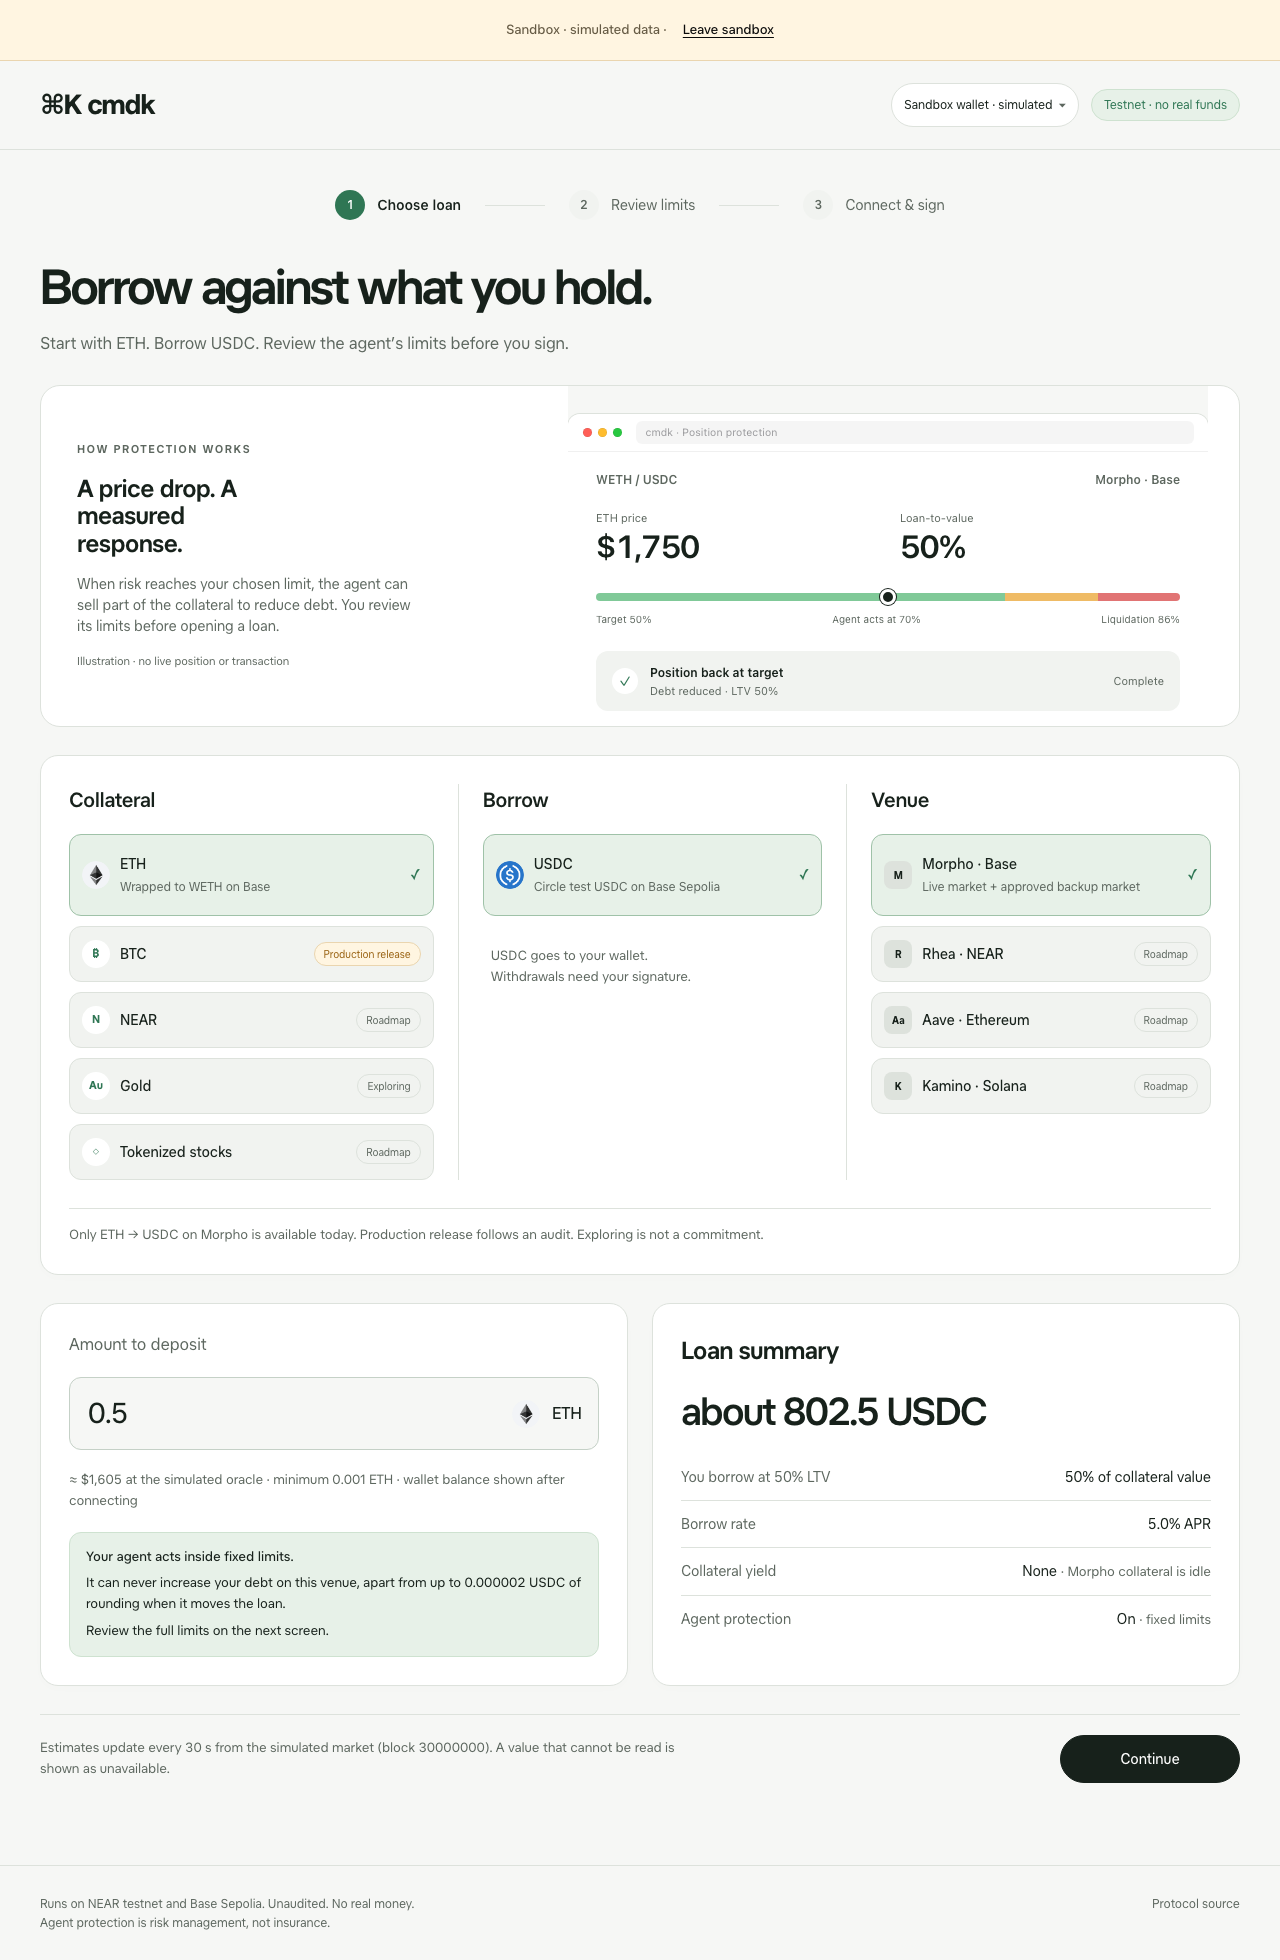 Sandbox · simulated data · Leave sandbox
⌘K cmdk
Sandbox wallet · simulated
Testnet · no real funds
1 Choose loan
2 Review limits
3 Connect & sign
Borrow against what you hold.
Start with ETH. Borrow USDC. Review the agent’s limits before you sign.
HOW PROTECTION WORKS
A price drop. A
measured
response.
When risk reaches your chosen limit, the agent can
sell part of the collateral to reduce debt. You review
its limits before opening a loan.
Illustration · no live position or transaction
cmdk · Position protection
WETH / USDC
Morpho · Base
ETH price
$1,750
Loan-to-value
50%
Target 50%
Agent acts at 70%
Liquidation 86%
✓
Position back at target
Debt reduced · LTV 50%
Complete
Collateral
ETH
Wrapped to WETH on Base
✓
฿ BTC Production release
N NEAR Roadmap
Au Gold Exploring
◇ Tokenized stocks Roadmap
Borrow
USDC
Circle test USDC on Base Sepolia
✓
USDC goes to your wallet.
Withdrawals need your signature.
Venue
M
Morpho · Base
Live market + approved backup market
✓
R Rhea · NEAR Roadmap
Aa Aave · Ethereum Roadmap
K Kamino · Solana Roadmap
Only ETH → USDC on Morpho is available today. Production release follows an audit. Exploring is not a commitment.
Amount to deposit
0.5 ETH
≈ $1,605 at the simulated oracle · minimum 0.001 ETH · wallet balance shown after
connecting
Your agent acts inside fixed limits.
It can never increase your debt on this venue, apart from up to 0.000002 USDC of
rounding when it moves the loan.
Review the full limits on the next screen.
Loan summary
about 802.5 USDC
You borrow at 50% LTV 50% of collateral value
Borrow rate 5.0% APR
Collateral yield None · Morpho collateral is idle
Agent protection On · fixed limits
Estimates update every 30 s from the simulated market (block 30000000). A value that cannot be read is
shown as unavailable.
Continue
Runs on NEAR testnet and Base Sepolia. Unaudited. No real money.
Agent protection is risk management, not insurance.
Protocol source